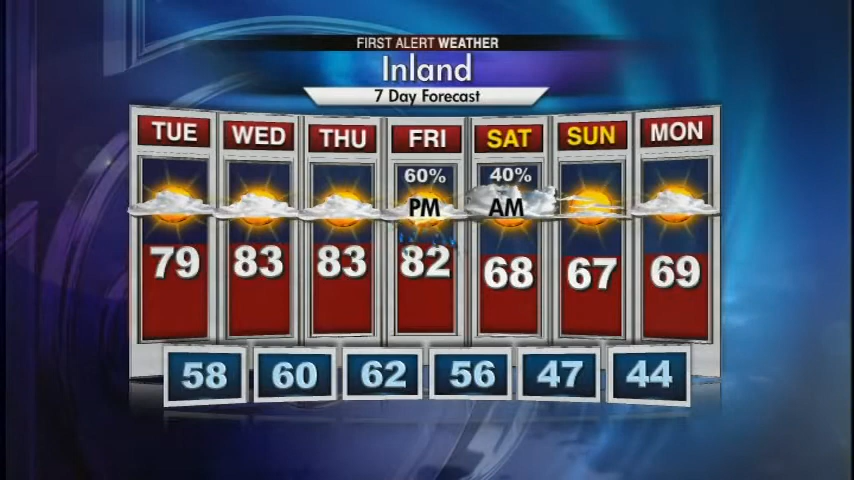 FIRST ALERT WEATHER
Inland
7 Day Forecast
TUE WED THU FRI SAT SUN MON
60% 40%
PM AM
79 83 83 82 68 67 69
58 60 62 56 47 44